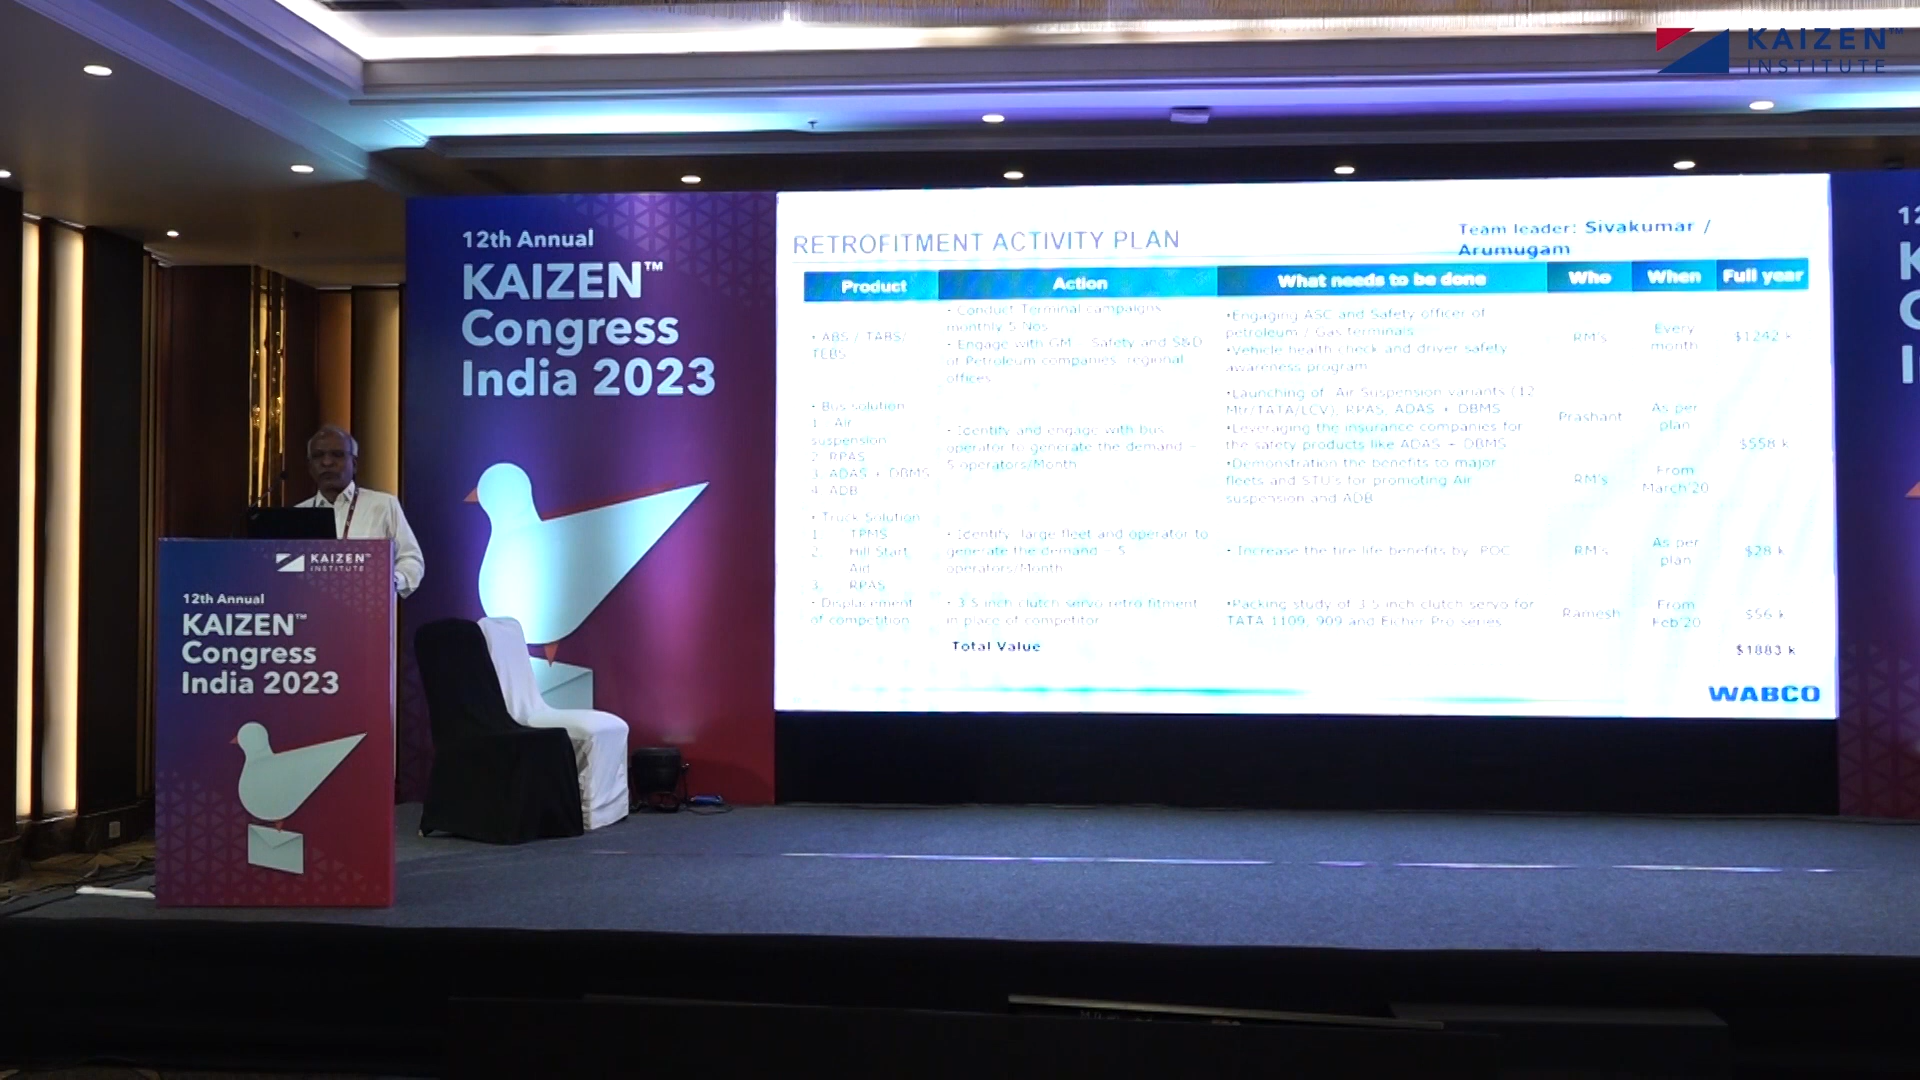 KAIZEN™
INSTITUTE
12th Annual
KAIZEN™
Congress
India 2023
RETROFITMENT ACTIVITY PLAN
Team leader: Sivakumar /
Arumugam
Product
Action
What needs to be done
Who
When
Full year
• ABS / TABS/
TEBS
- Conduct Terminal campaigns
monthly 5 Nos
- Engage with GM - Safety and S&D
of Petroleum companies regional
offices
•Engaging ASC and Safety officer of
petroleum / Gas terminals
•Vehicle health check and driver safety
awareness program
RM's
Every
month
$1242 k
• Bus solution
1. Air
suspension
2. RPAS
3. ADAS + DBMS
4. ADB
- Identify and engage with bus
operator to generate the demand –
5 operators/Month
•Launching of Air Suspension variants (12
Mtr/TATA/LCV), RPAS, ADAS + DBMS
•Leveraging the insurance companies for
the safety products like ADAS + DBMS
•Demonstration the benefits to major
fleets and STU's for promoting Air
suspension and ADB
Prashant
RM's
As per
plan
From
March'20
$558 k
• Truck Solution
1. TPMS
2. Hill Start
Aid
3. RPAS
- Identify large fleet and operator to
generate the demand – 5
operators/Month
• Increase the tire life benefits by POC
RM's
As per
plan
$28 k
• Displacement
of competition
- 3.5 inch clutch servo retro fitment
in place of competitor
•Packing study of 3.5 inch clutch servo for
TATA 1109, 909 and Eicher Pro series
Ramesh
From
Feb'20
$56 k
Total Value
$1883 k
WABCO
KAIZEN™
INSTITUTE
12th Annual
KAIZEN™
Congress
India 2023
12
K